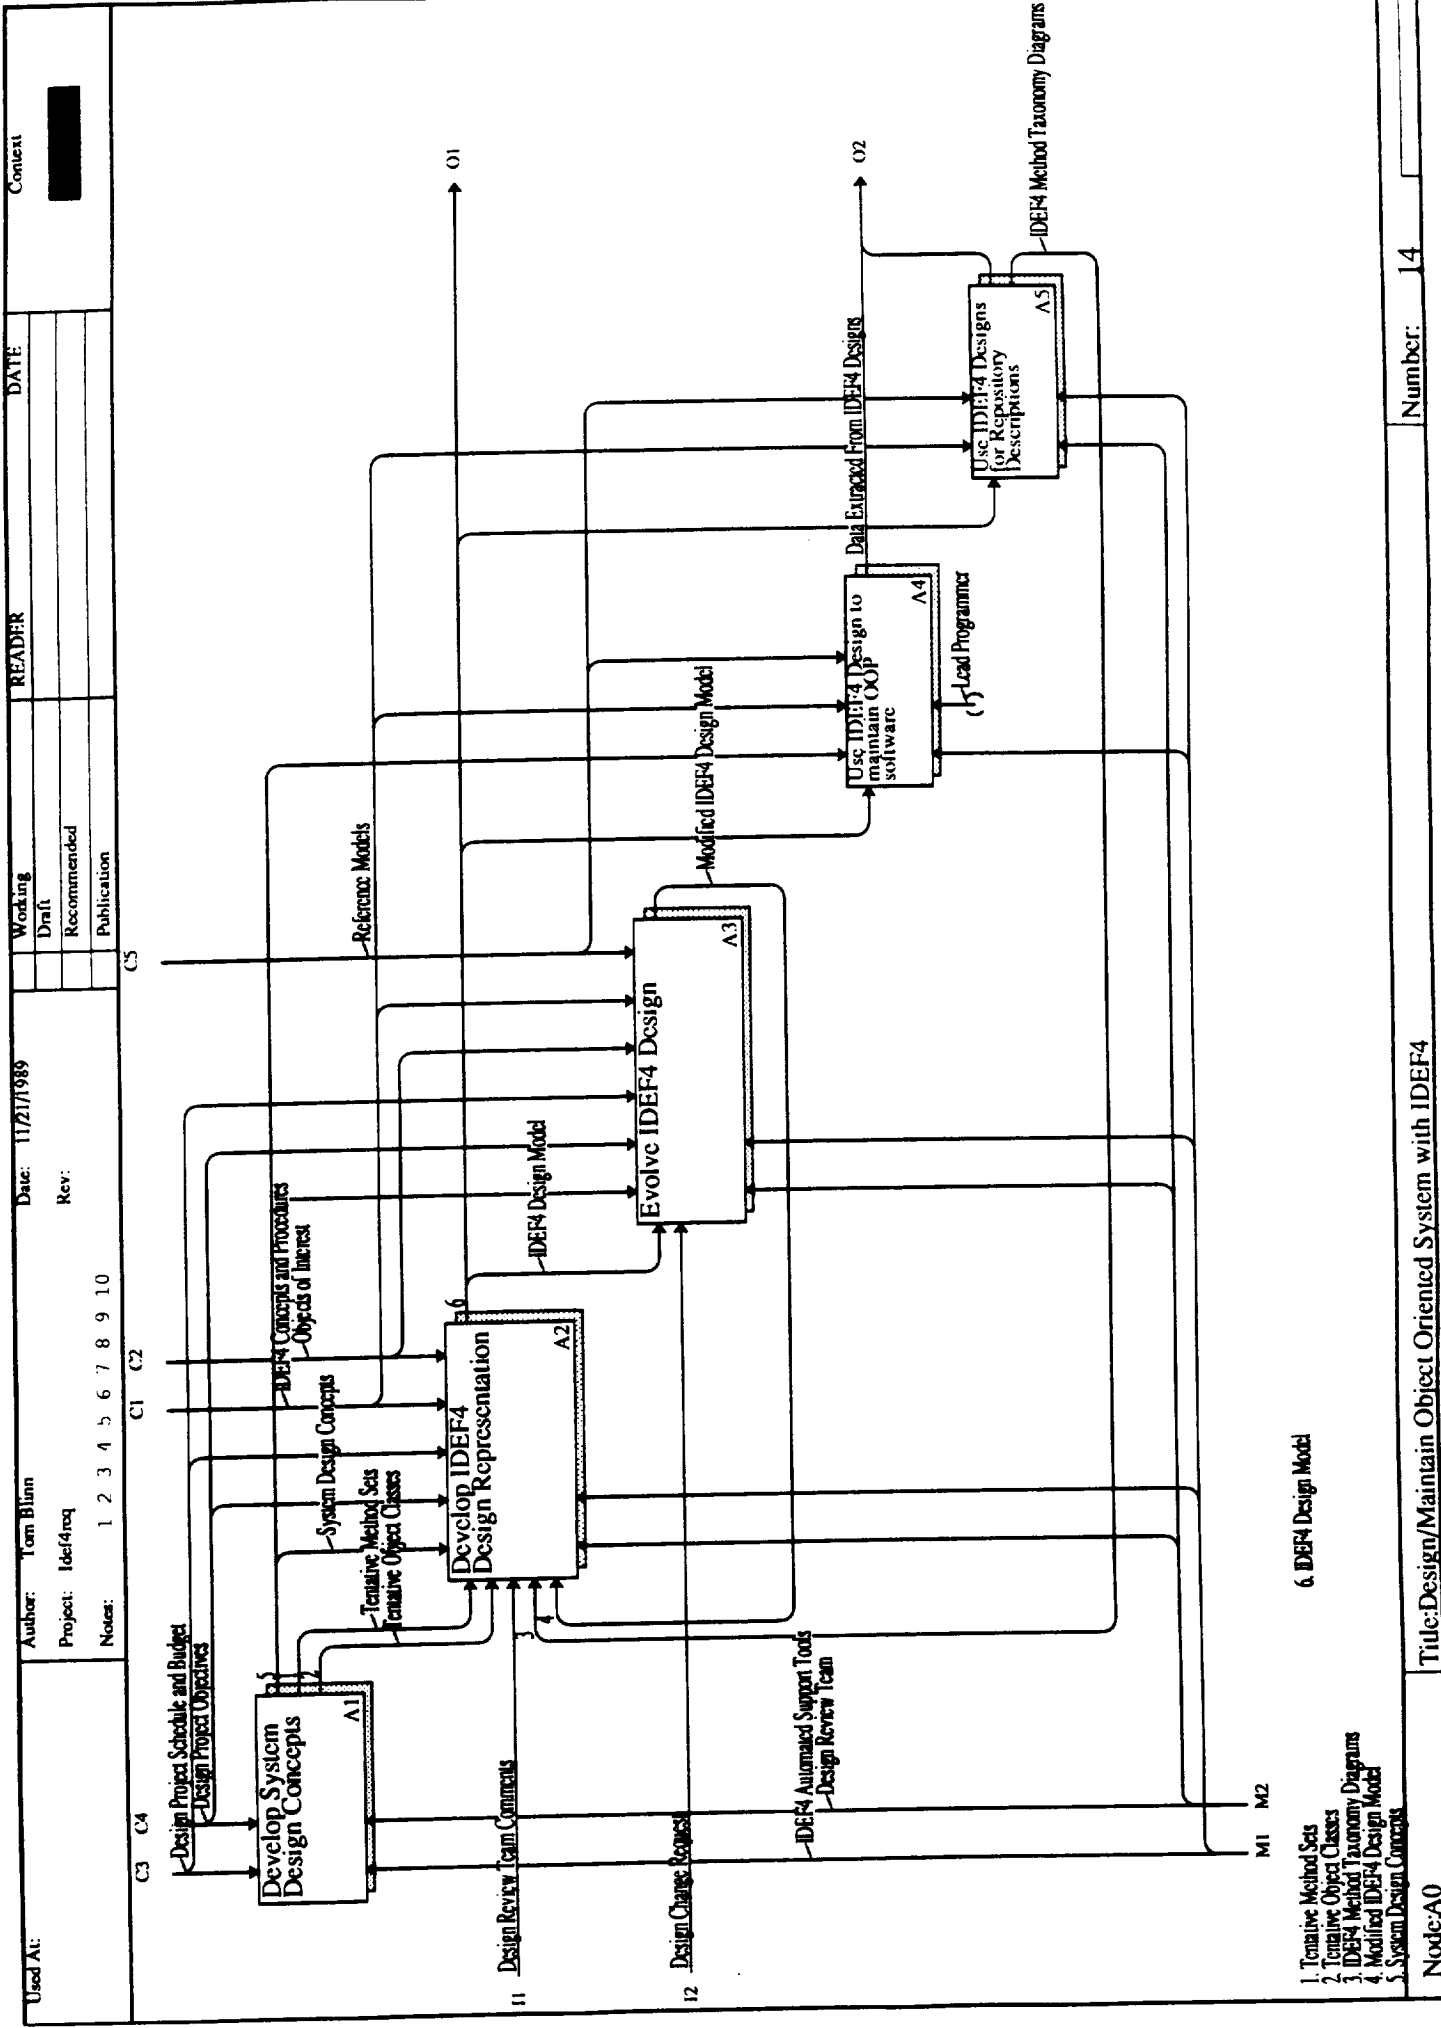 Used At:
Author: Tom Blinn
Date: 11/21/1989
Project: Idef4req
Rev:
Notes: 1 2 3 4 5 6 7 8 9 10
Working
Draft
Recommended
Publication
READER
DATE
Context
C3
C4
C1
C2
C5
Design Project Schedule and Budget
Design Project Objectives
IDEF4 Concepts and Procedures
Objects of Interest
Reference Models
System Design Concepts
Tentative Method Sets
Tentative Object Classes
Develop System
Design Concepts
A1
5
2
Develop IDEF4
Design Representation
A2
6
3
4
IDEF4 Design Model
Evolve IDEF4 Design
A3
Modified IDEF4 Design Model
Use IDEF4 Design to
maintain OOP
software
A4
Lead Programmer
Data Extracted From IDEF4 Designs
Use IDEF4 Designs
for Repository
Descriptions
A5
IDEF4 Method Taxonomy Diagrams
O1
O2
I1
Design Review Team Comments
I2
Design Change Request
IDEF4 Automated Support Tools
Design Review Team
M1
M2
1. Tentative Method Sets
2. Tentative Object Classes
3. IDEF4 Method Taxonomy Diagrams
4. Modified IDEF4 Design Model
5. System Design Concepts
6. IDEF4 Design Model
Node:A0
Title:Design/Maintain Object Oriented System with IDEF4
Number: 14